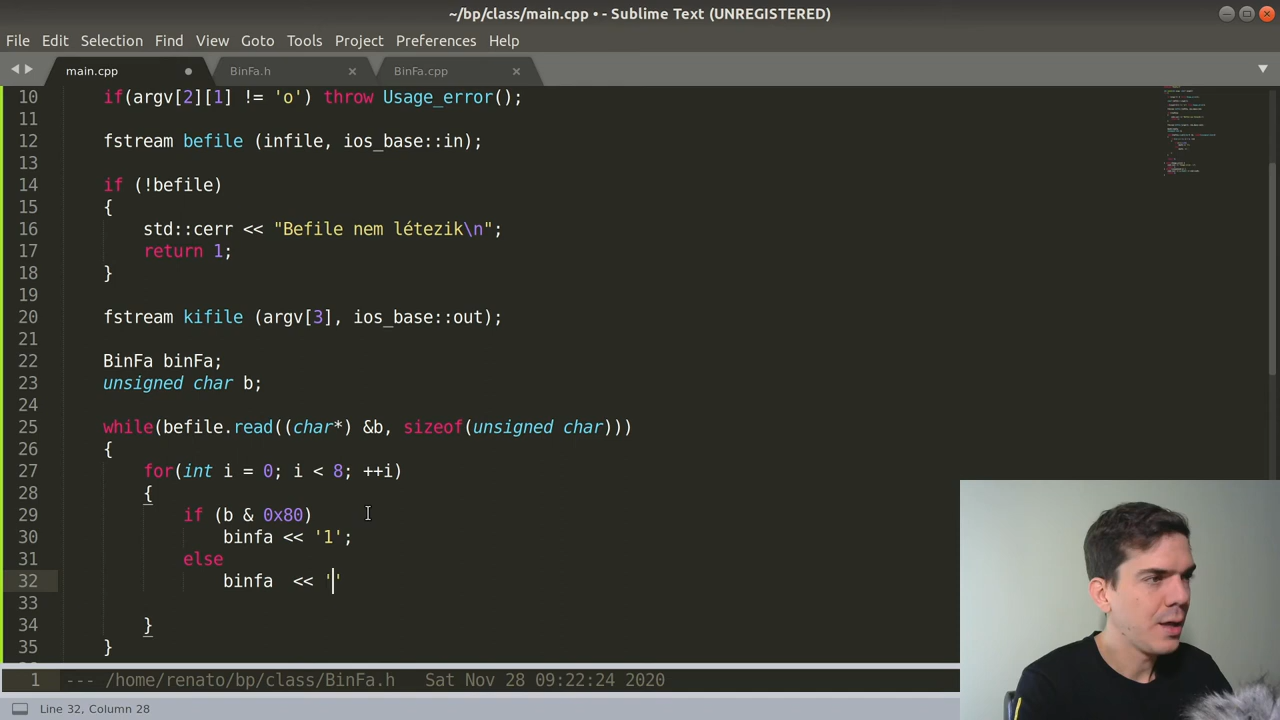 ~/bp/class/main.cpp • - Sublime Text (UNREGISTERED)
File Edit Selection Find View Goto Tools Project Preferences Help
main.cpp BinFa.h BinFa.cpp
10 if(argv[2][1] != 'o') throw Usage_error();
11
12 fstream befile (infile, ios_base::in);
13
14 if (!befile)
15 {
16 std::cerr << "Befile nem létezik\n";
17 return 1;
18 }
19
20 fstream kifile (argv[3], ios_base::out);
21
22 BinFa binFa;
23 unsigned char b;
24
25 while(befile.read((char*) &b, sizeof(unsigned char)))
26 {
27 for(int i = 0; i < 8; ++i)
28 {
29 if (b & 0x80)
30 binfa << '1';
31 else
32 binfa  << ''
33
34 }
35 }
1 --- /home/renato/bp/class/BinFa.h Sat Nov 28 09:22:24 2020
Line 32, Column 28